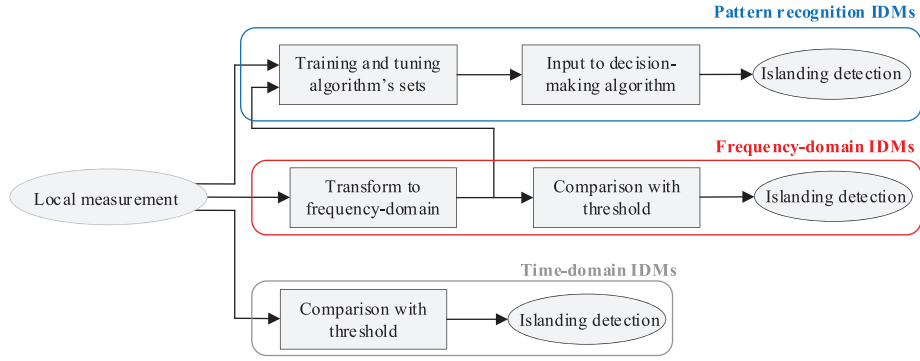 Pattern recognition IDMs
Training and tuning
algorithm's sets
Input to decision-
making algorithm
Islanding detection
Frequency-domain IDMs
Local measurement
Transform to
frequency-domain
Comparison with
threshold
Islanding detection
Time-domain IDMs
Comparison with
threshold
Islanding detection